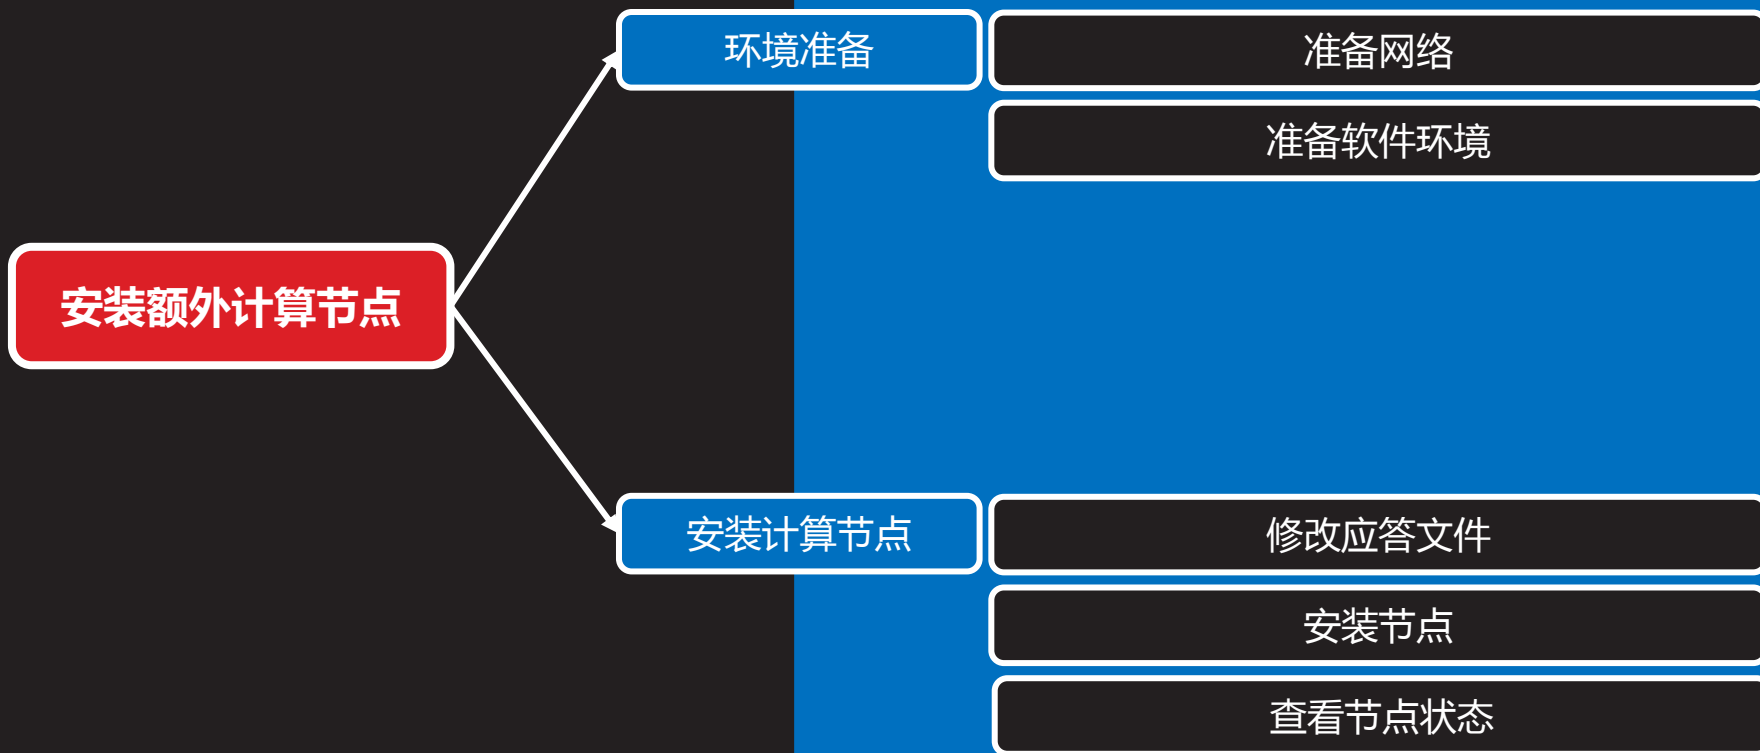 环境准备
准备网络
准备软件环境
安装额外计算节点
安装计算节点
修改应答文件
安装节点
查看节点状态